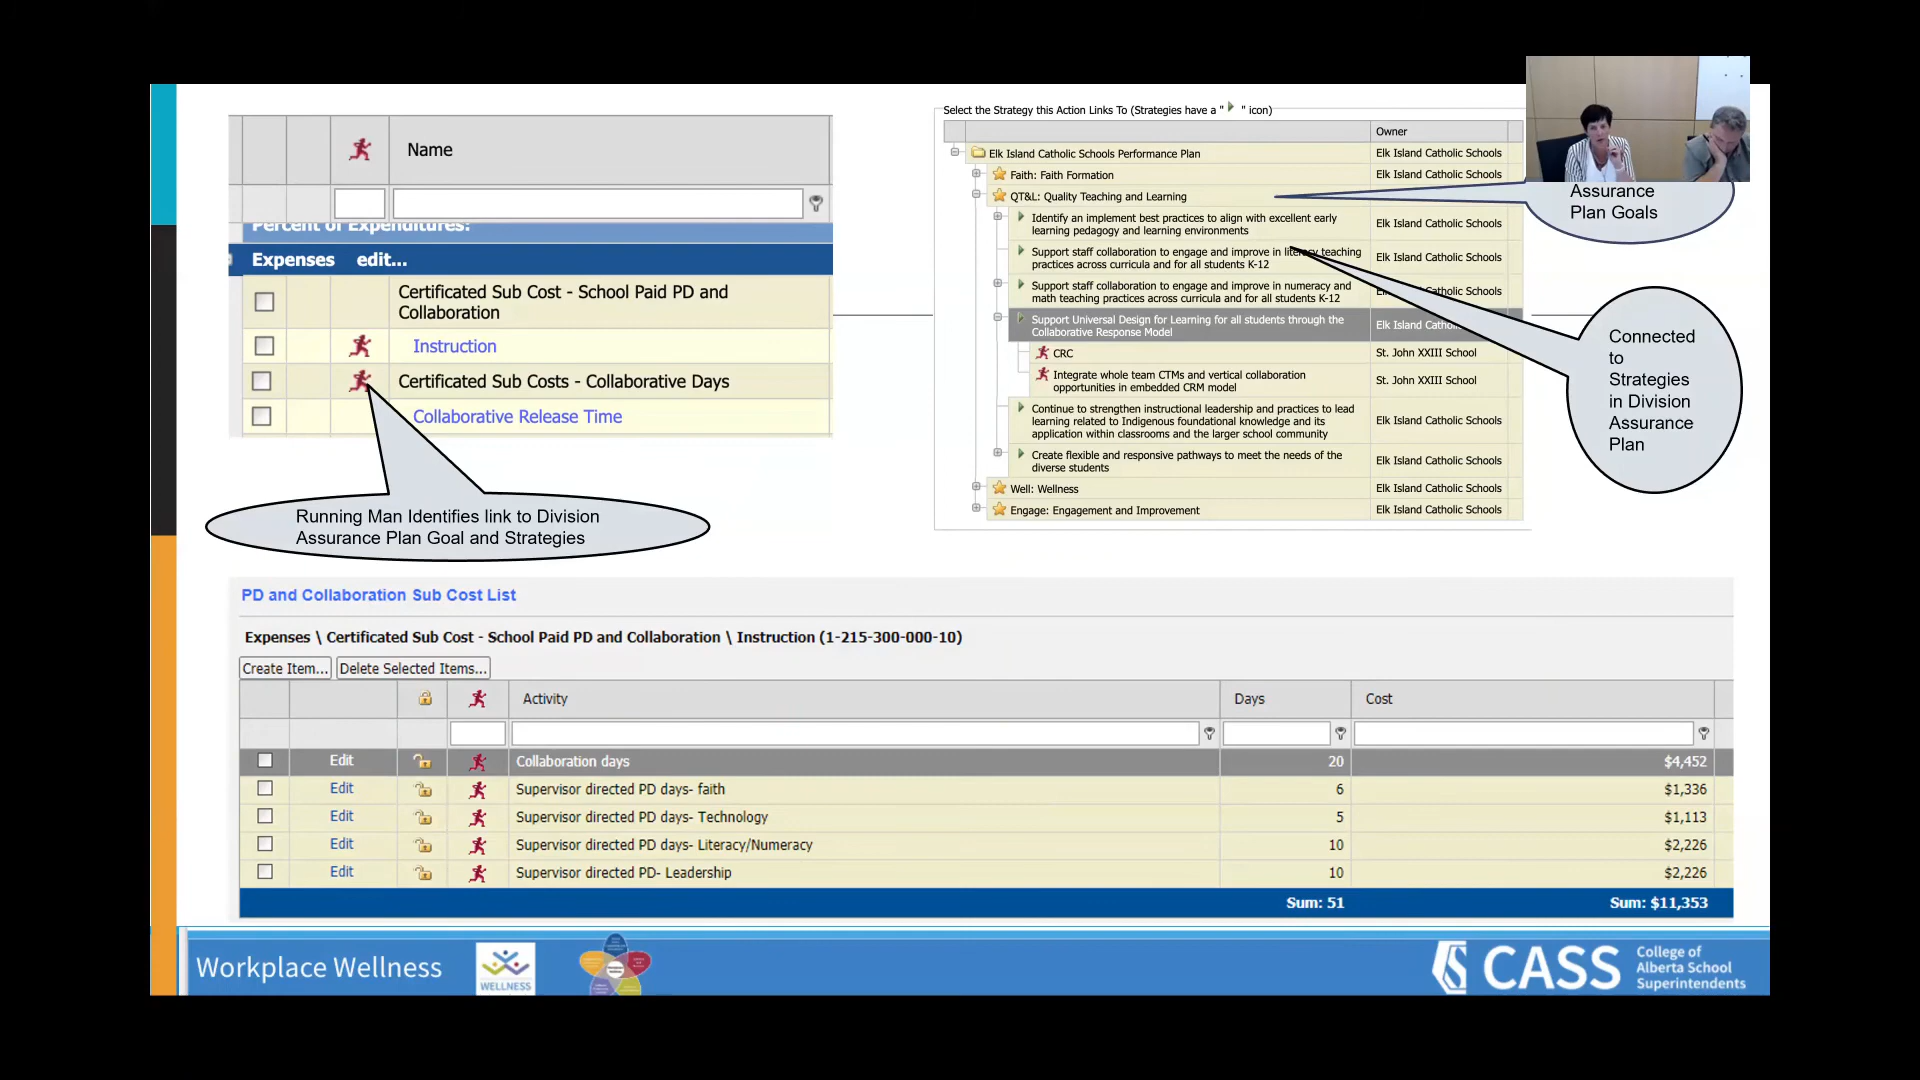 Name
Percent of Expenditures:
Expenses edit...
Certificated Sub Cost - School Paid PD and
Collaboration
Instruction
Certificated Sub Costs - Collaborative Days
Collaborative Release Time
Running Man Identifies link to Division
Assurance Plan Goal and Strategies
Select the Strategy this Action Links To (Strategies have a " " icon)
Owner
Elk Island Catholic Schools Performance Plan Elk Island Catholic Schools
Faith: Faith Formation Elk Island Catholic Schools
QT&L: Quality Teaching and Learning Elk Island Catholic Schools
Identify an implement best practices to align with excellent early
learning pedagogy and learning environments Elk Island Catholic Schools
Support staff collaboration to engage and improve in literacy teaching
practices across curricula and for all students K-12 Elk Island Catholic Schools
Support staff collaboration to engage and improve in numeracy and
math teaching practices across curricula and for all students K-12 Elk Island Catholic Schools
Support Universal Design for Learning for all students through the
Collaborative Response Model Elk Island
CRC St. John XXIII School
Integrate whole team CTMs and vertical collaboration
opportunities in embedded CRM model St. John XXIII School
Continue to strengthen instructional leadership and practices to lead
learning related to Indigenous foundational knowledge and its
application within classrooms and the larger school community Elk Island Catholic Schools
Create flexible and responsive pathways to meet the needs of the
diverse students Elk Island Catholic Schools
Well: Wellness Elk Island Catholic Schools
Engage: Engagement and Improvement Elk Island Catholic Schools
Assurance
Plan Goals
Connected
to
Strategies
in Division
Assurance
Plan
PD and Collaboration Sub Cost List
Expenses \ Certificated Sub Cost - School Paid PD and Collaboration \ Instruction (1-215-300-000-10)
Create Item... Delete Selected Items...
Activity Days Cost
Edit Collaboration days 20 $4,452
Edit Supervisor directed PD days- faith 6 $1,336
Edit Supervisor directed PD days- Technology 5 $1,113
Edit Supervisor directed PD days- Literacy/Numeracy 10 $2,226
Edit Supervisor directed PD- Leadership 10 $2,226
Sum: 51 Sum: $11,353
Workplace Wellness
WELLNESS
CASS
College of
Alberta School
Superintendents